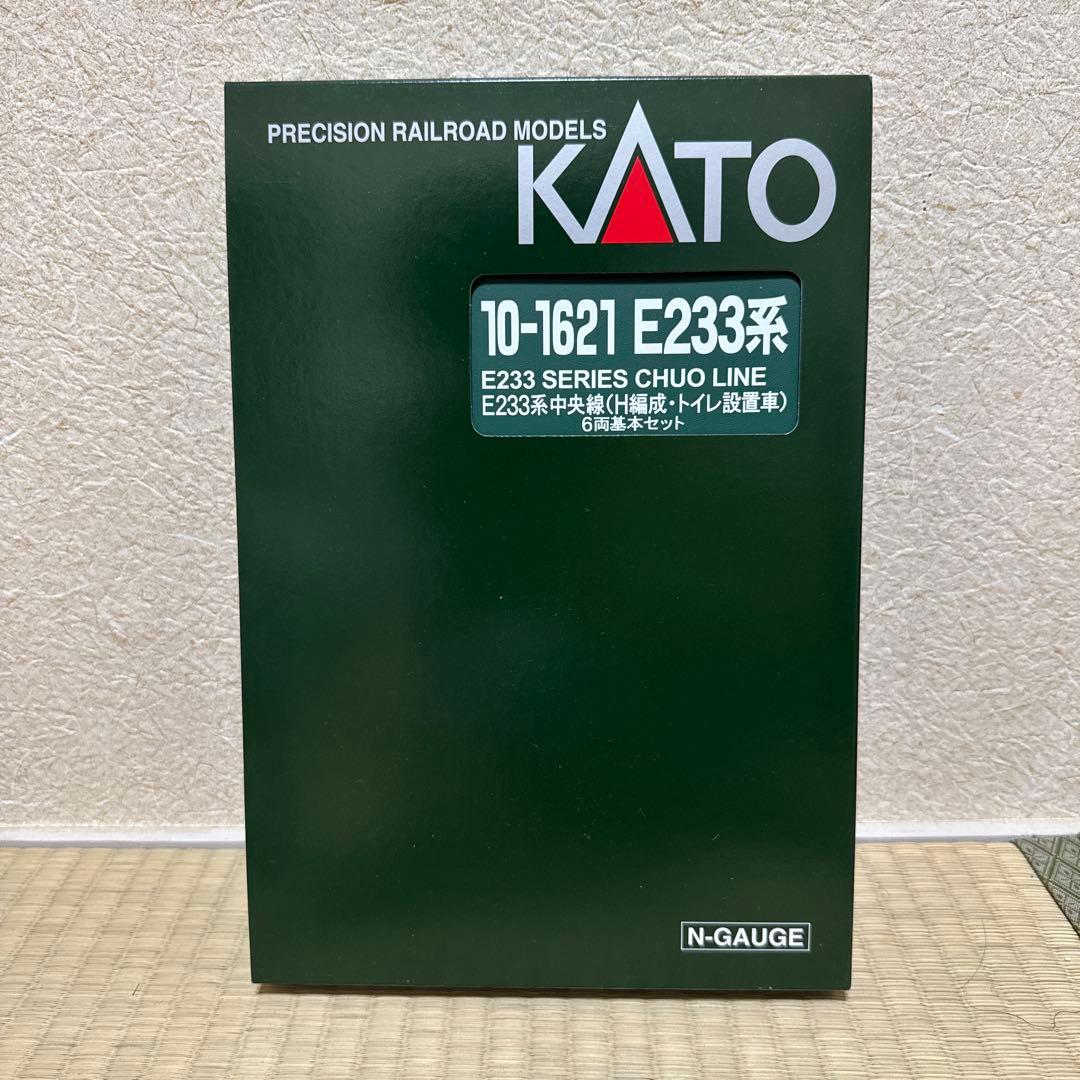 PRECISION RAILROAD MODELS
KATO
10-1621 E233系
E233 SERIES CHUO LINE
E233系中央線(H編成・トイレ設置車)
6両基本セット
N-GAUGE